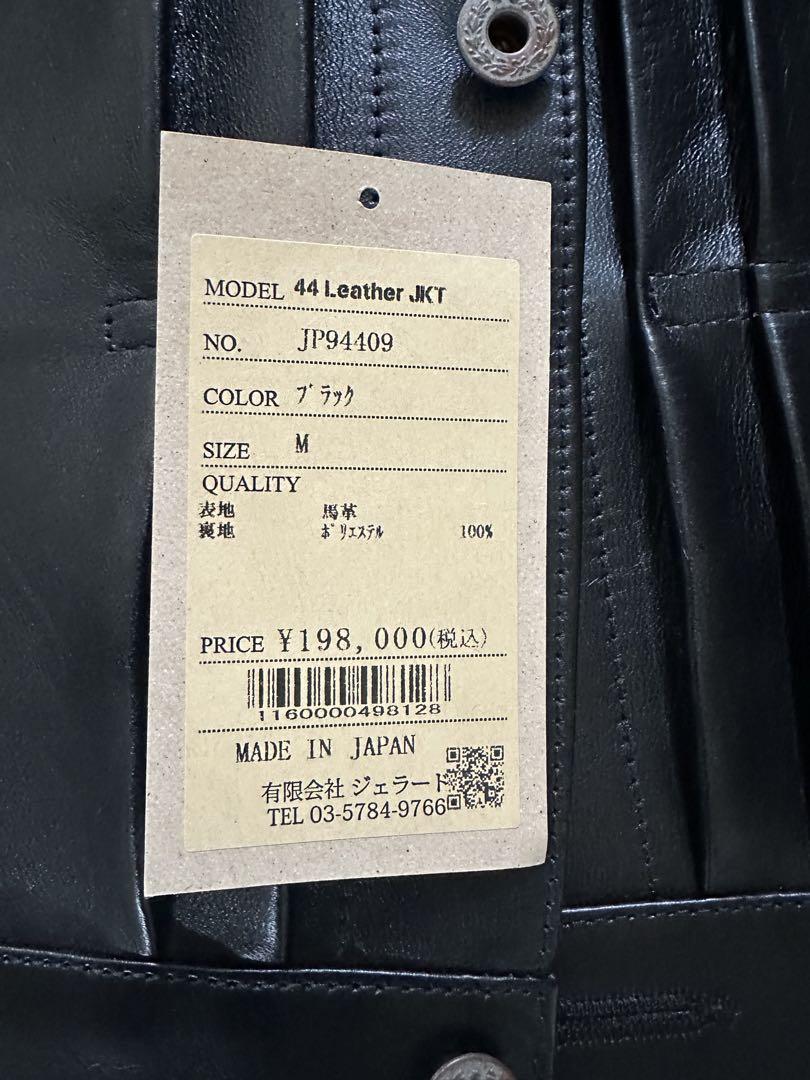 MODEL 44 Leather JKT
NO. JP94409
COLOR ﾌﾞﾗｯｸ
SIZE M
QUALITY
表地 馬革
裏地 ﾎﾟﾘｴｽﾃﾙ 100%
PRICE ¥198,000(税込)
1160000498128
MADE IN JAPAN
有限会社 ジェラード
TEL 03-5784-9766